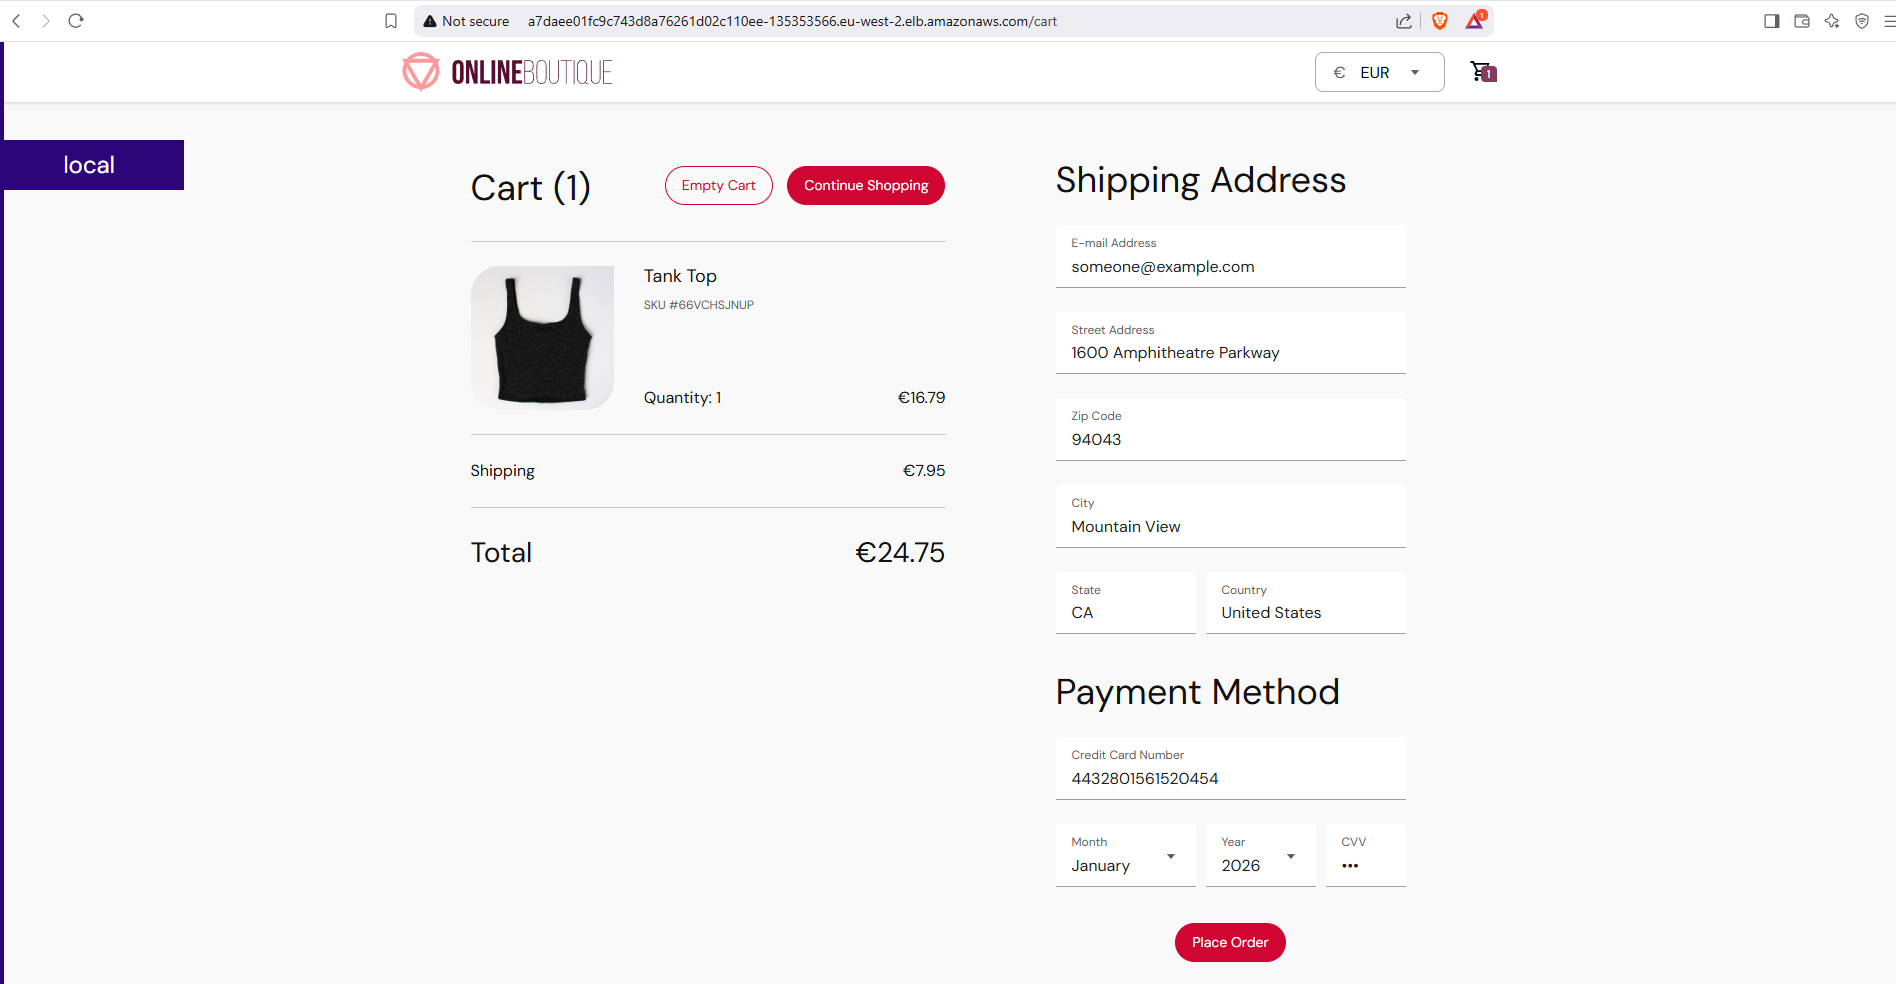 Not secure a7daee01fc9c743d8a76261d02c110ee-135353566.eu-west-2.elb.amazonaws.com/cart
1
ONLINEBOUTIQUE
€ EUR
1
local
Cart (1)
Empty Cart
Continue Shopping
Tank Top
SKU #66VCHSJNUP
Quantity: 1
€16.79
Shipping
€7.95
Total
€24.75
Shipping Address
E-mail Address
someone@example.com
Street Address
1600 Amphitheatre Parkway
Zip Code
94043
City
Mountain View
State
CA
Country
United States
Payment Method
Credit Card Number
4432801561520454
Month
January
Year
2026
CVV
•••
Place Order